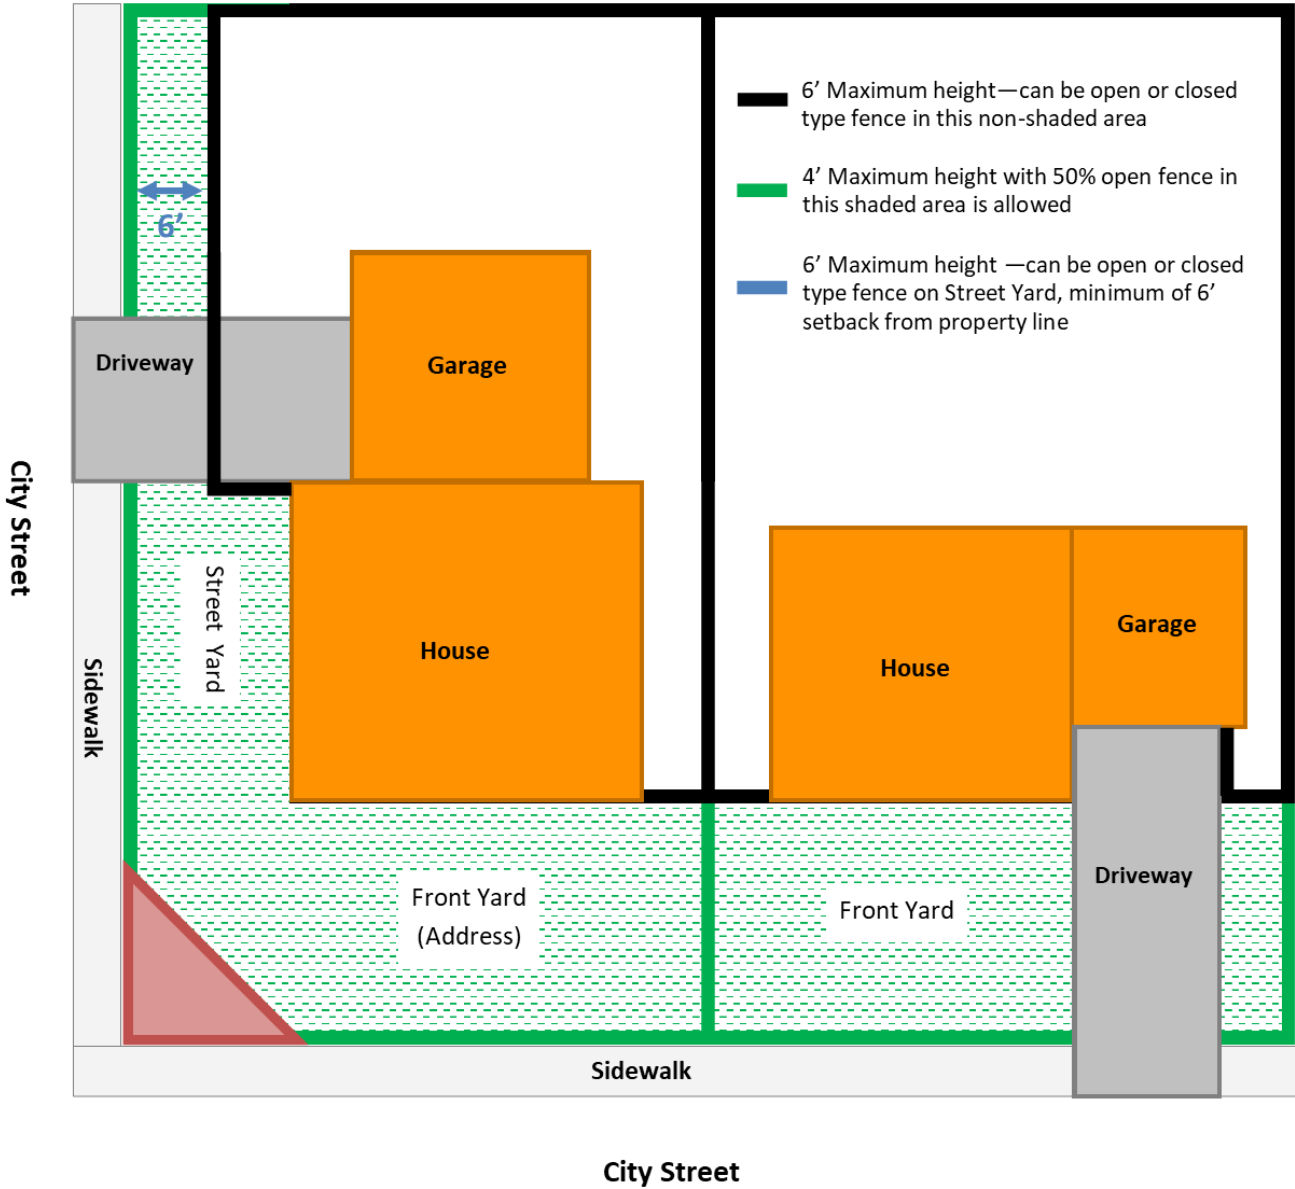 6’ Maximum height—can be open or closed
type fence in this non-shaded area
4’ Maximum height with 50% open fence in
this shaded area is allowed
6’
6’ Maximum height —can be open or closed
type fence on Street Yard, minimum of 6’
setback from property line
Driveway
Garage
City Street
Street Yard
House
Garage
House
Sidewalk
Driveway
Front Yard
(Address)
Front Yard
Sidewalk
City Street